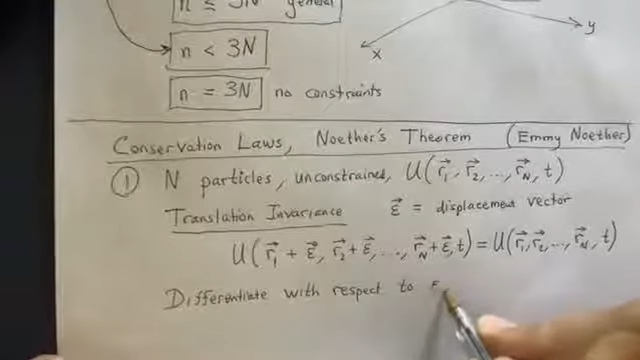 n ≤ 3N general
n < 3N
n = 3N no constraints
y
x
Conservation Laws, Noether's Theorem (Emmy Noether)
① N particles, unconstrained, U(r⃗₁, r⃗₂, ..., r⃗_N, t)
Translation Invariance ε⃗ = displacement vector
U(r⃗₁ + ε⃗, r⃗₂ + ε⃗, ..., r⃗_N + ε⃗, t) = U(r⃗₁, r⃗₂, ..., r⃗_N, t)
Differentiate with respect to